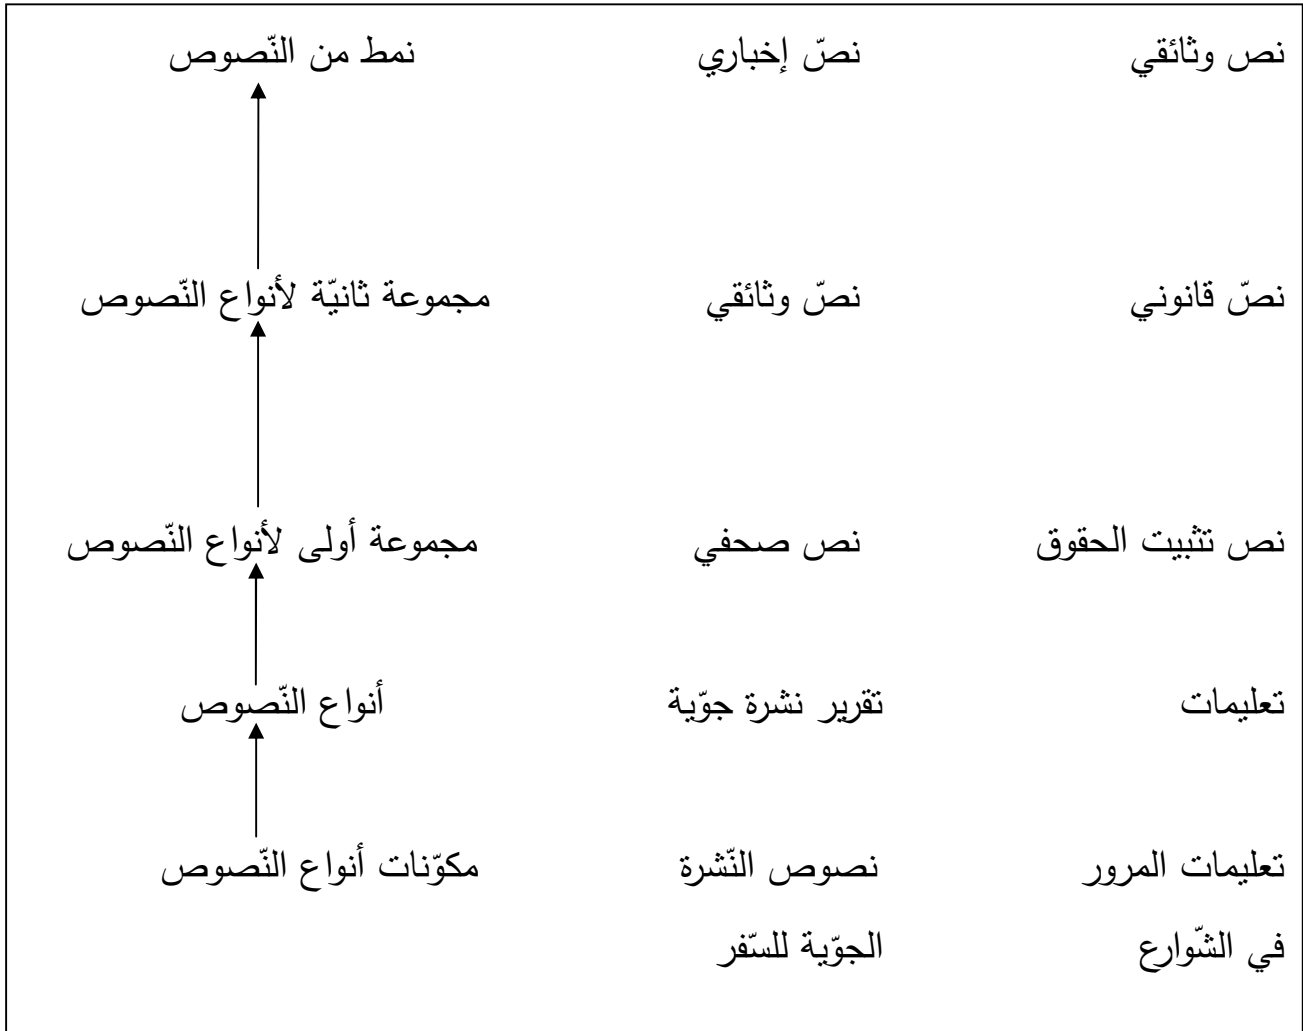 نص وثائقي نصّ إخباري نمط من النّصوص
نصّ قانوني نصّ وثائقي مجموعة ثانيّة لأنواع النّصوص
نص تثبيت الحقوق نص صحفي مجموعة أولى لأنواع النّصوص
تعليمات تقرير نشرة جوّية أنواع النّصوص
تعليمات المرور نصوص النّشرة مكوّنات أنواع النّصوص
في الشّوارع الجوّية للسّفر